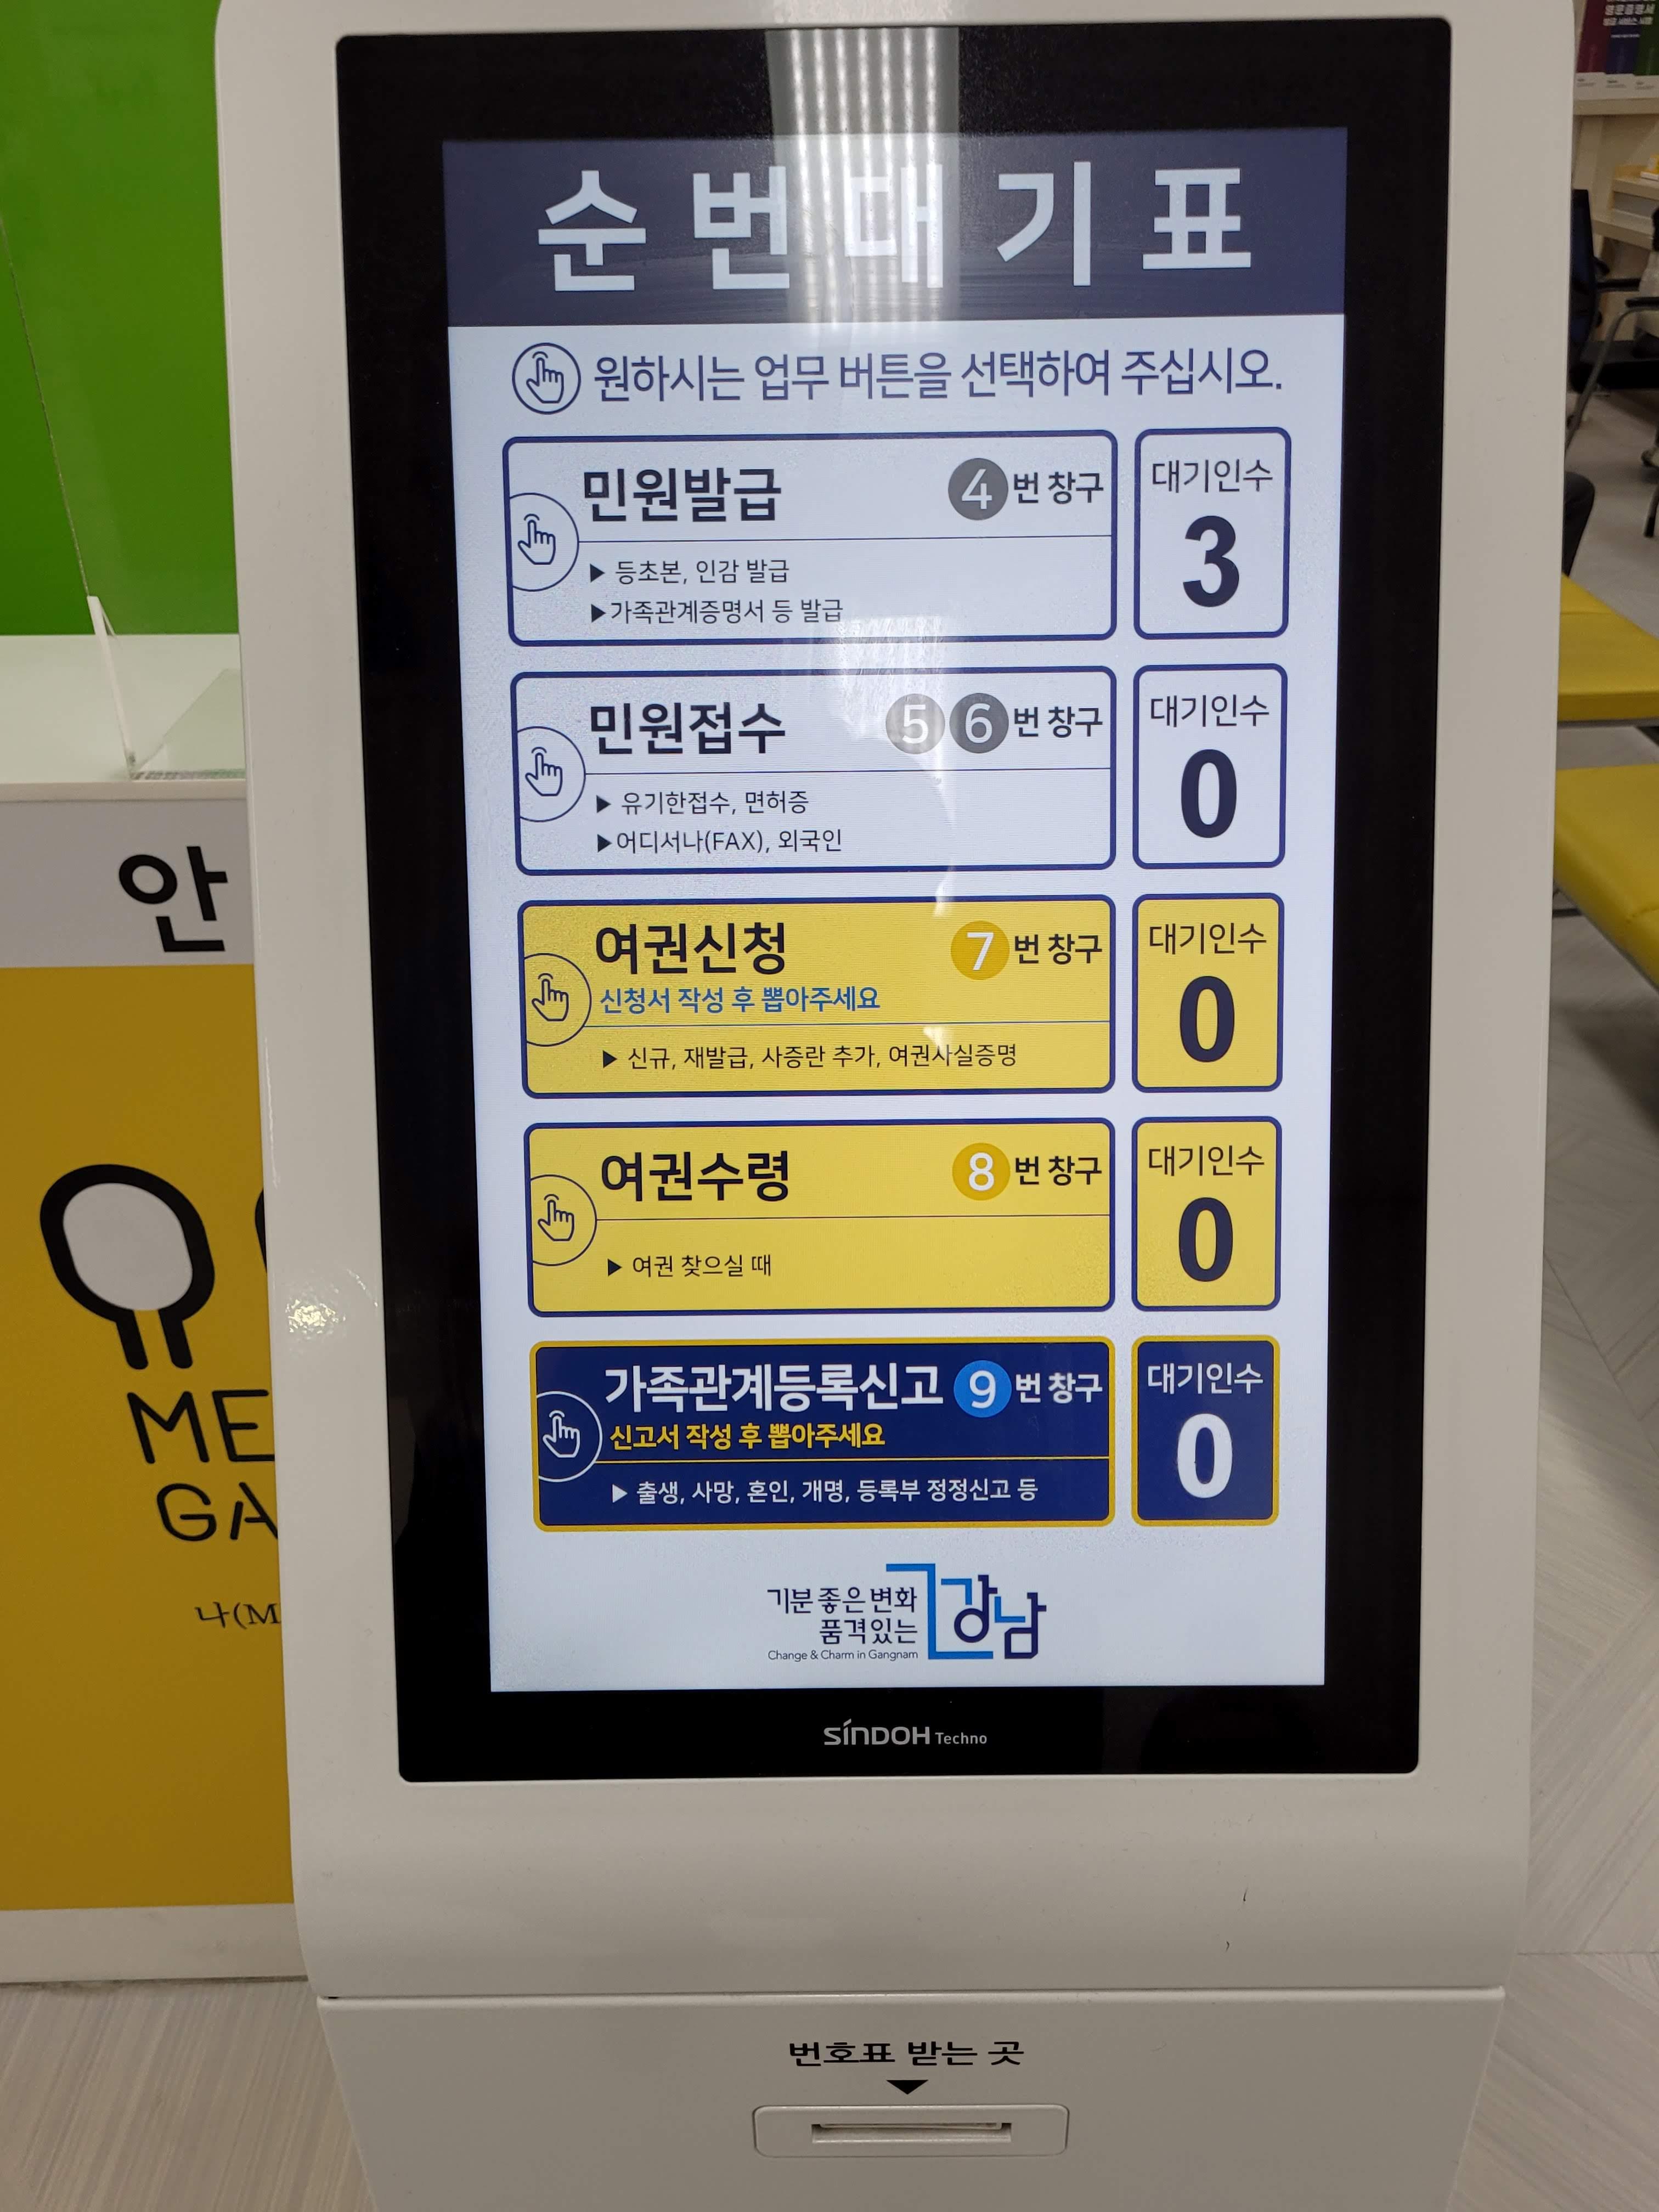 순번대기표
원하시는 업무 버튼을 선택하여 주십시오.
민원발급 4번 창구
▶ 등초본, 인감 발급
▶가족관계증명서 등 발급
대기인수
3
민원접수 5 6번 창구
▶ 유기한접수, 면허증
▶어디서나(FAX), 외국인
대기인수
0
여권신청 7번 창구
신청서 작성 후 뽑아주세요
▶ 신규, 재발급, 사증란 추가, 여권사실증명
대기인수
0
여권수령 8번 창구
▶ 여권 찾으실 때
대기인수
0
가족관계등록신고 9번 창구
신고서 작성 후 뽑아주세요
▶ 출생, 사망, 혼인, 개명, 등록부 정정신고 등
대기인수
0
기분 좋은 변화
품격있는
강남
Change & Charm in Gangnam
SINDOH Techno
번호표 받는 곳
안
ME
GA
나(M
영문증명서